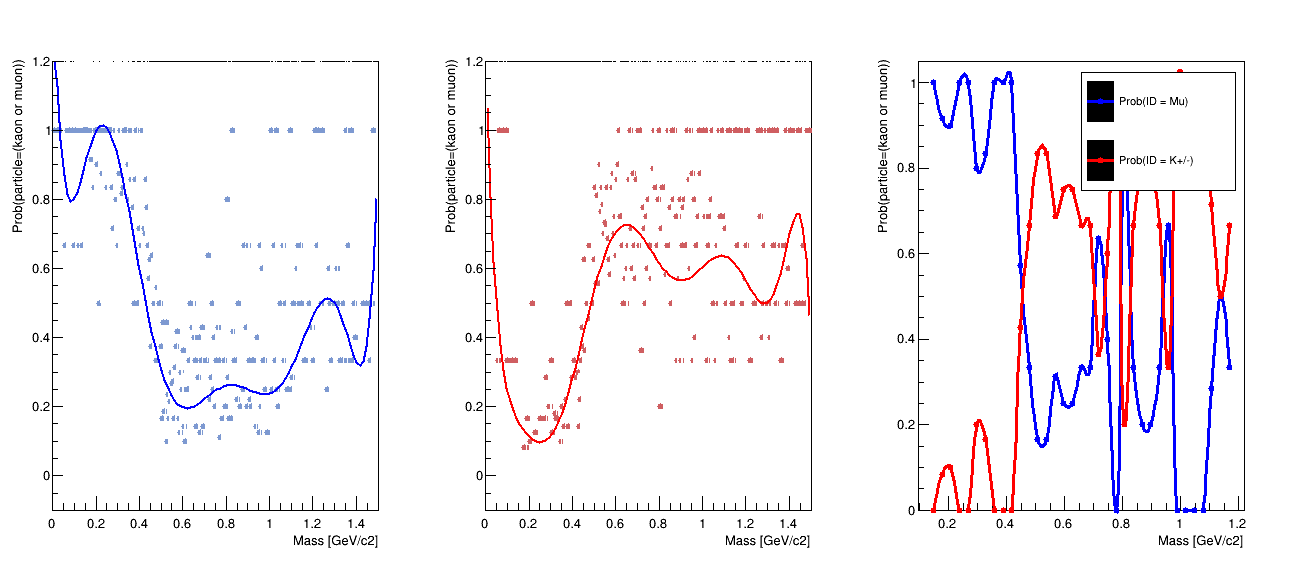 Prob(particle=(kaon or muon))
1.2
1
0.8
0.6
0.4
0.2
0
0 0.2 0.4 0.6 0.8 1 1.2 1.4
Mass [GeV/c2]
Prob(particle=(kaon or muon))
1.2
1
0.8
0.6
0.4
0.2
0
0 0.2 0.4 0.6 0.8 1 1.2 1.4
Mass [GeV/c2]
Prob(particle=(kaon or muon))
1
0.8
0.6
0.4
0.2
0
0.2 0.4 0.6 0.8 1 1.2
Mass [GeV/c2]
Prob(ID = Mu)
Prob(ID = K+/-)